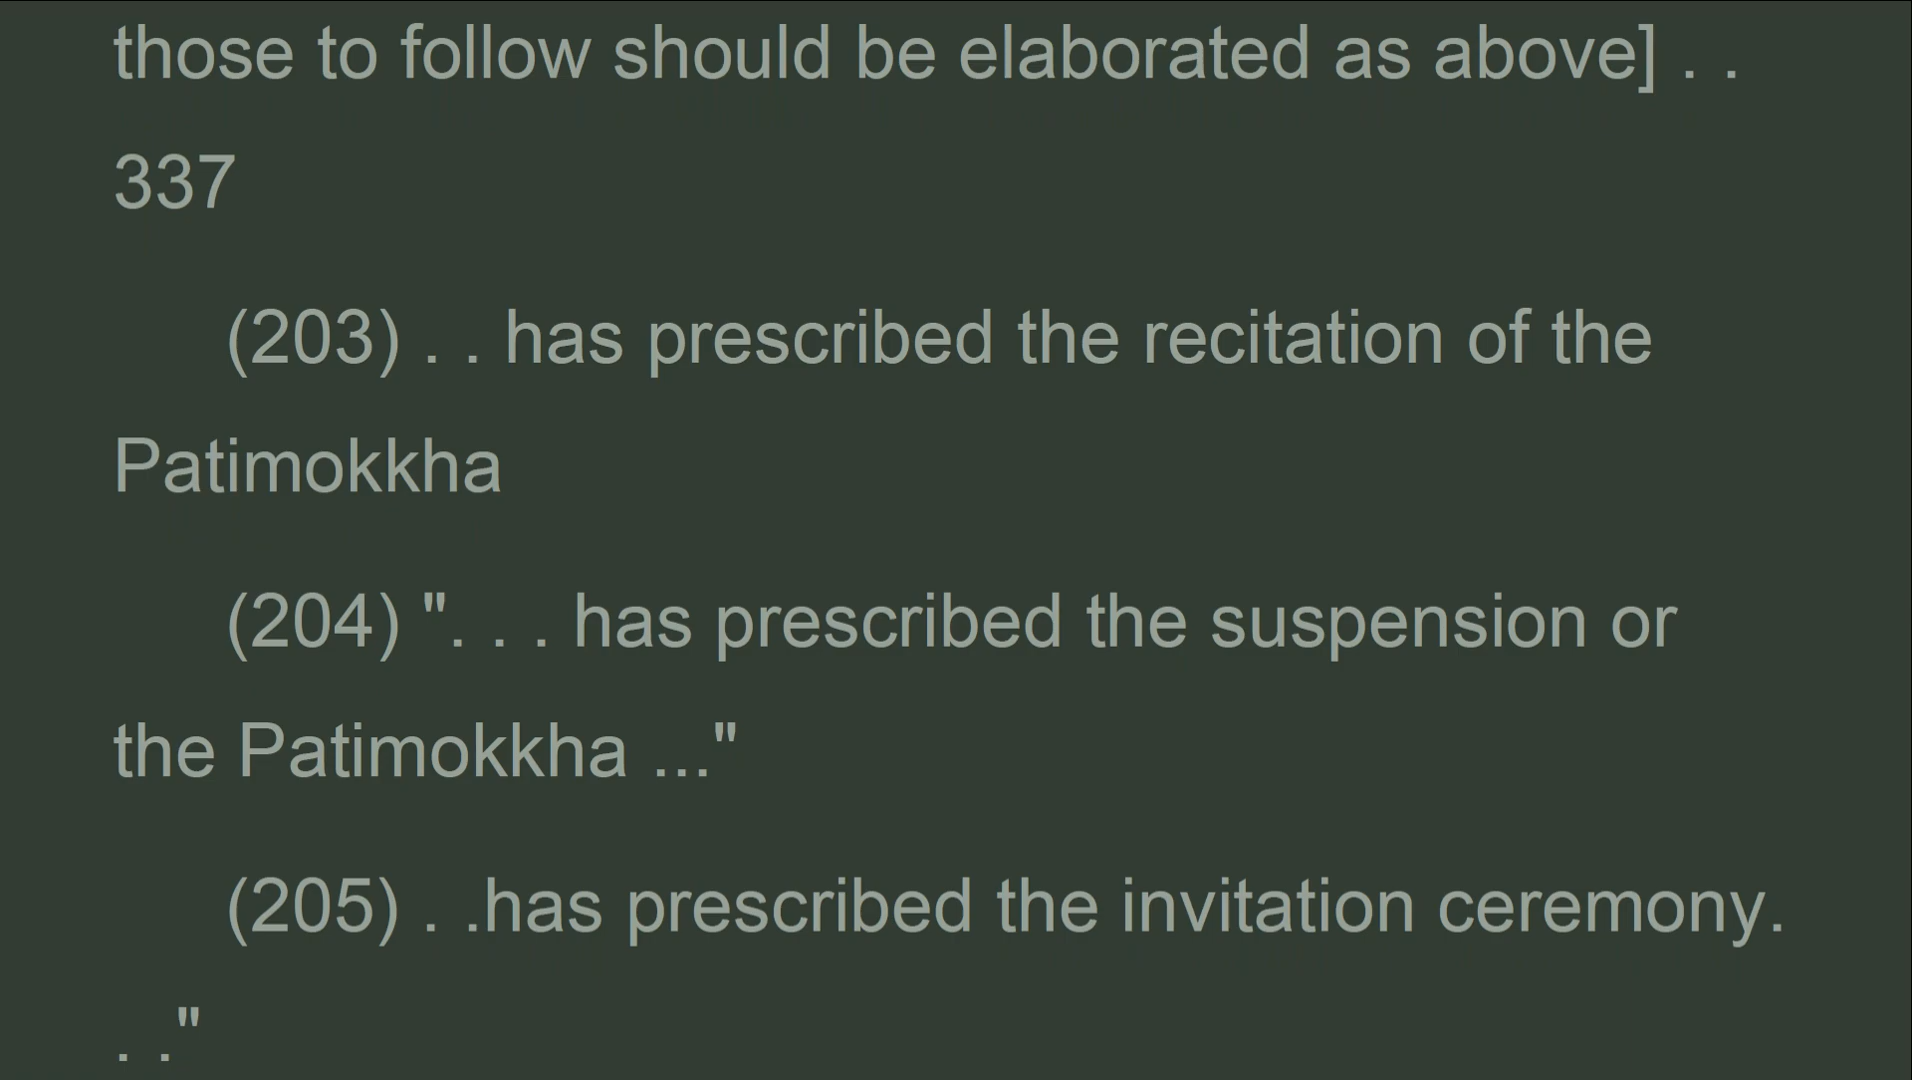 those to follow should be elaborated as above] . .
337
(203) . . has prescribed the recitation of the
Patimokkha
(204) ". . . has prescribed the suspension or
the Patimokkha ..."
(205) . .has prescribed the invitation ceremony.
. ."